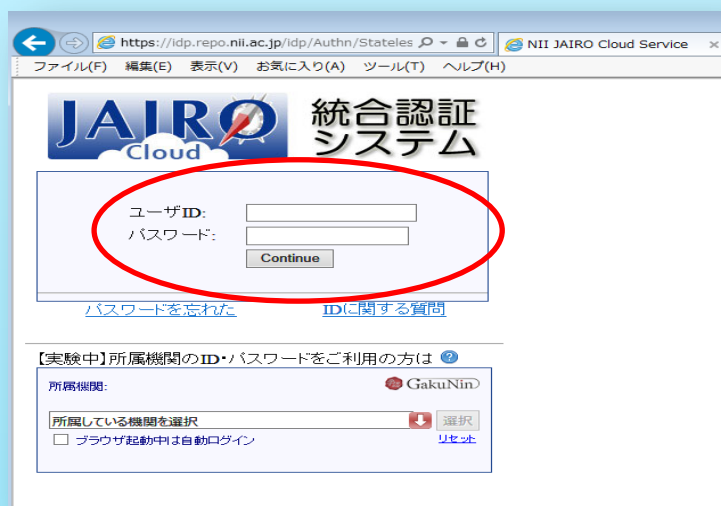 https://idp.repo.nii.ac.jp/idp/Authn/Stateles
NII JAIRO Cloud Service
ファイル(F) 編集(E) 表示(V) お気に入り(A) ツール(T) ヘルプ(H)
JAIRO
Cloud
統合認証
システム
ユーザID:
パスワード:
Continue
パスワードを忘れた IDに関する質問
【実験中】所属機関のID・パスワードをご利用の方は ?
所属機関: GakuNin
所属している機関を選択 選択
ブラウザ起動中は自動ログイン リセット